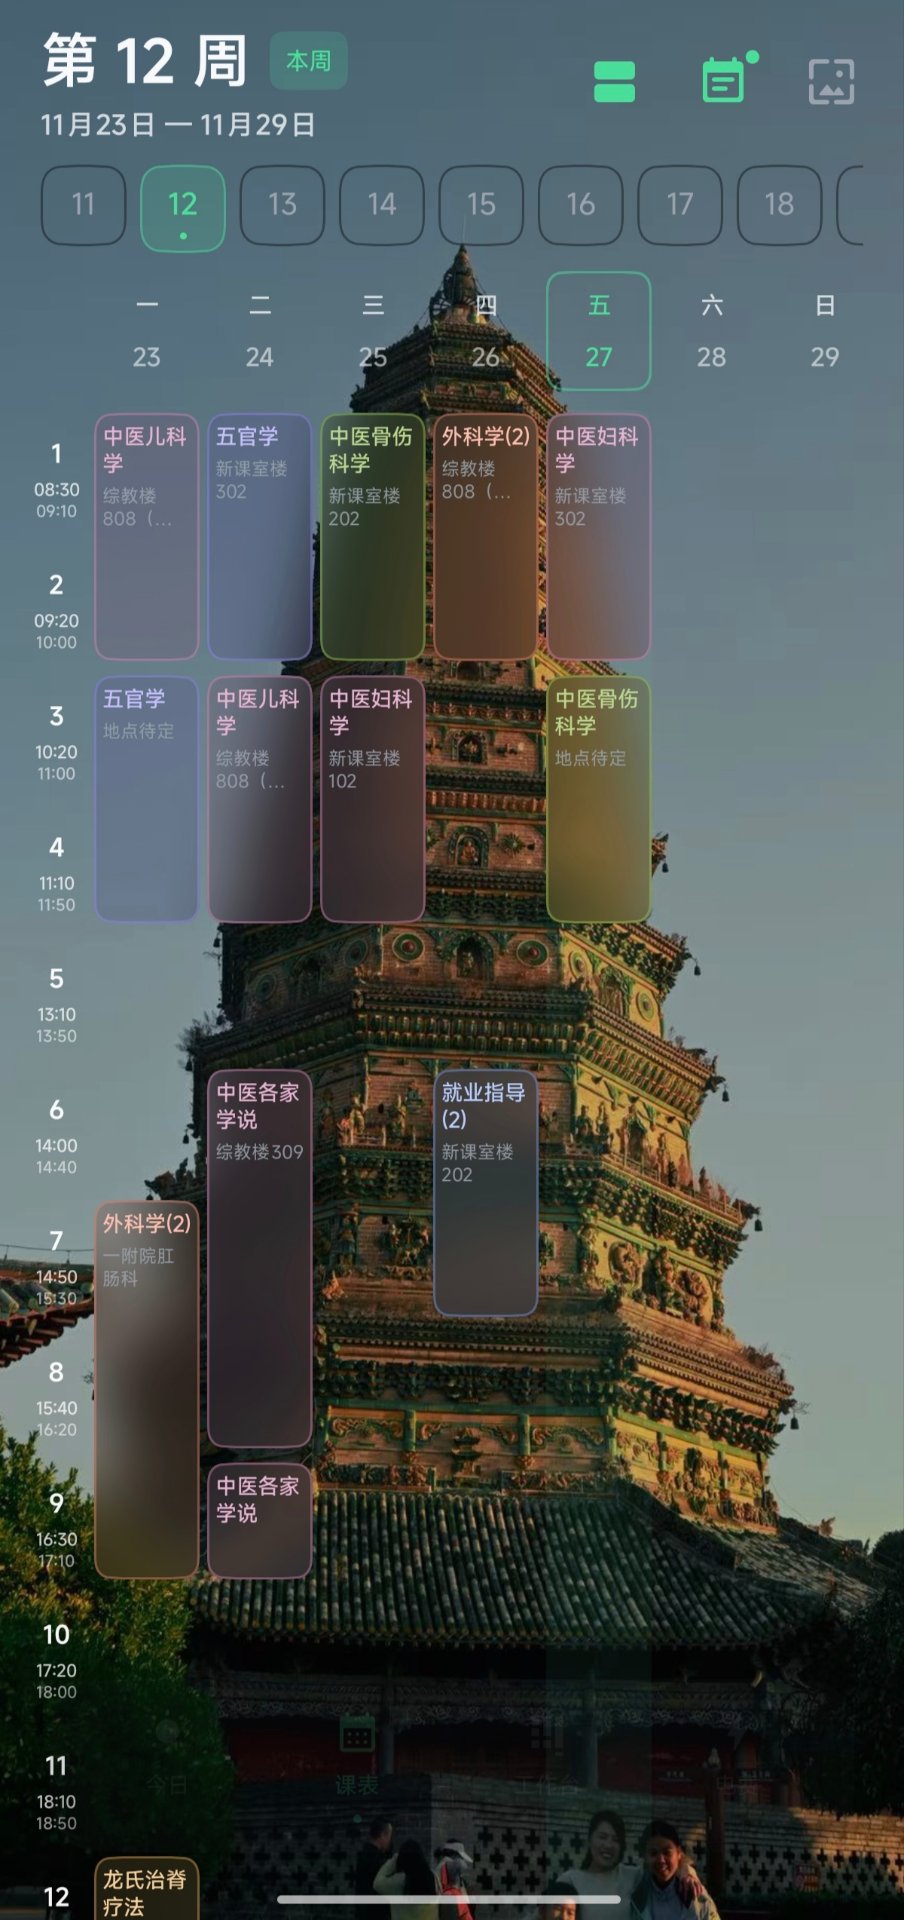 第 12 周 本周
11月23日 — 11月29日
11 12 13 14 15 16 17 18
一 二 三 四 五 六 日
23 24 25 26 27 28 29
1
08:30
09:10
2
09:20
10:00
3
10:20
11:00
4
11:10
11:50
5
13:10
13:50
6
14:00
14:40
7
14:50
15:30
8
15:40
16:20
9
16:30
17:10
10
17:20
18:00
11
18:10
18:50
12
中医儿科
学
综教楼
808（...
五官学
地点待定
外科学(2)
一附院肛
肠科
龙氏治脊
疗法
五官学
新课室楼
302
中医儿科
学
综教楼
808（...
中医各家
学说
综教楼309
中医各家
学说
中医骨伤
科学
新课室楼
202
中医妇科
学
新课室楼
102
外科学(2)
综教楼
808（...
就业指导
(2)
新课室楼
202
中医妇科
学
新课室楼
302
中医骨伤
科学
地点待定
今日 课表 工作台